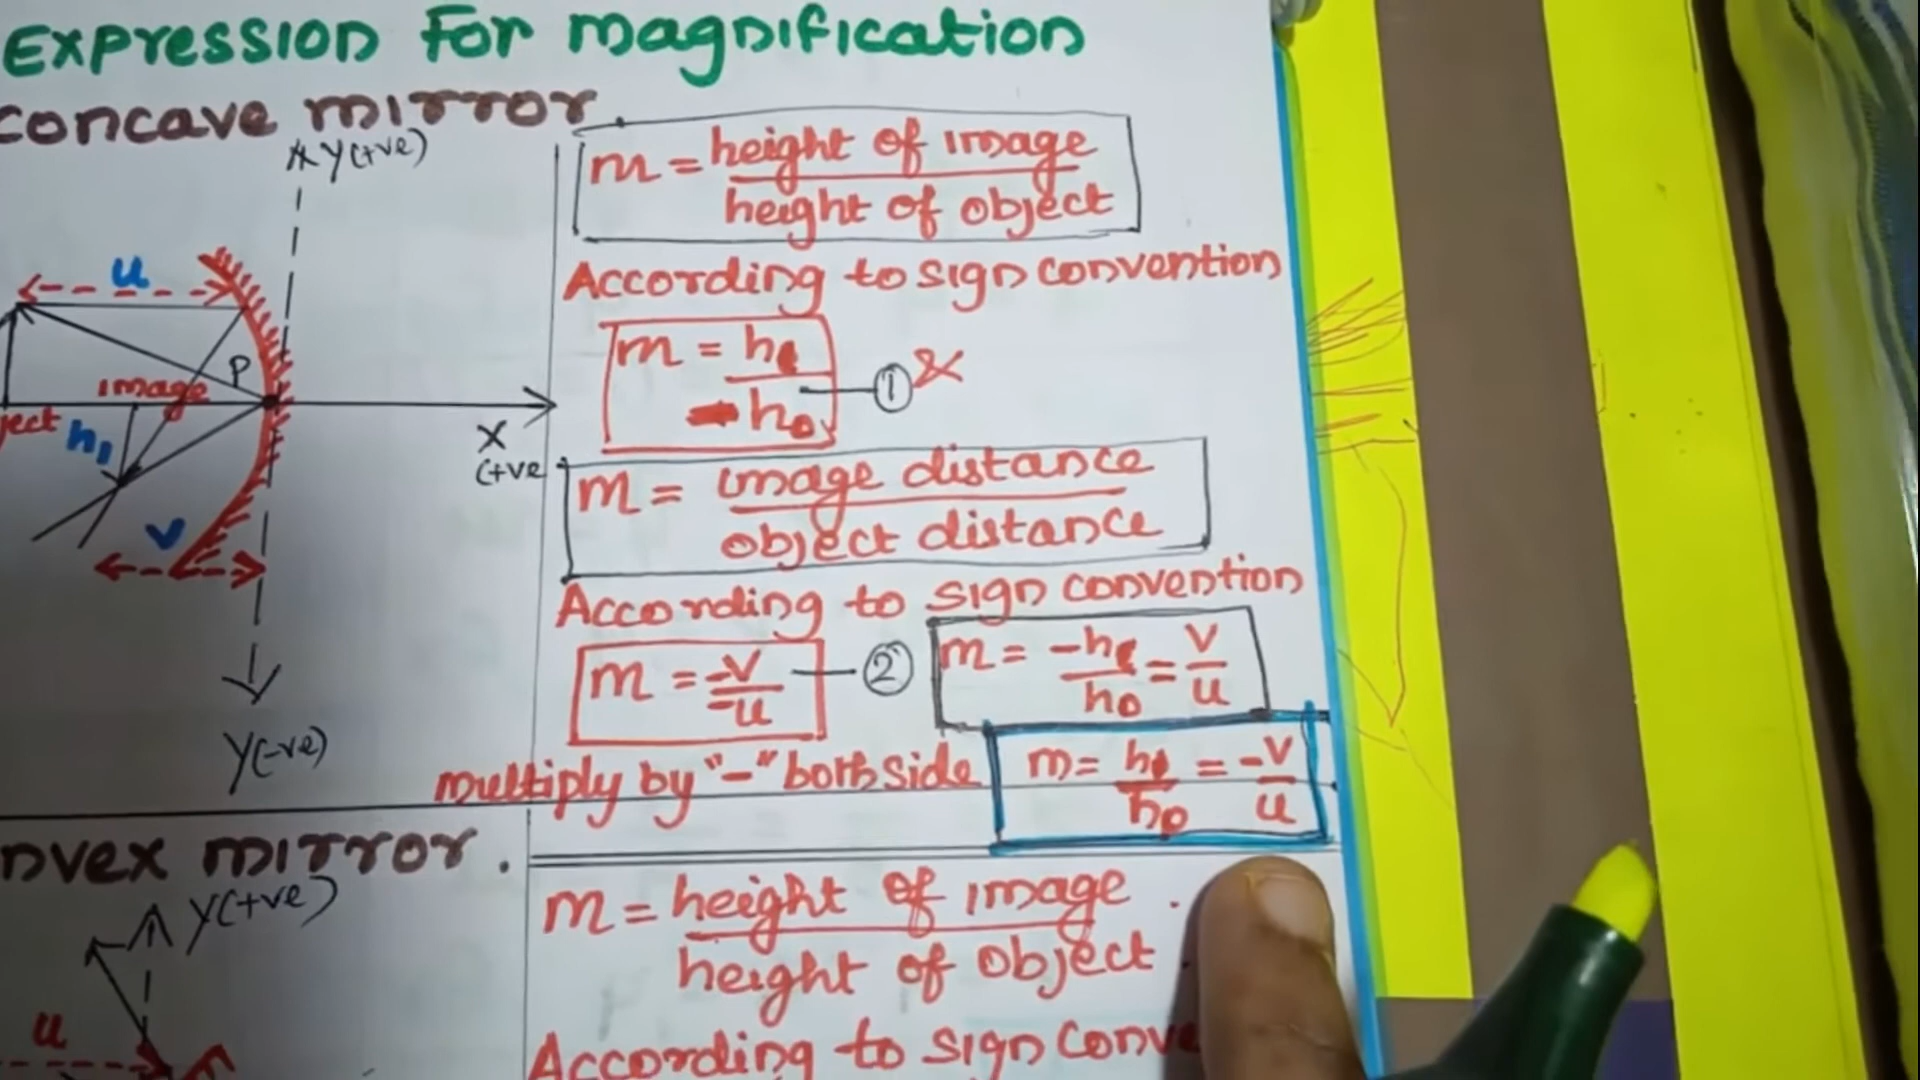 Expression for magnification
concave mirror.
Y(+ve)
u
P
image
ject
h1
v
X
(+ve
Y(-ve)
m = height of image
height of object
According to sign convention
m = hi
- ho
① &
m = image distance
object distance
According to sign convention
m = -v
-u
②
m = -hi = v
ho u
multiply by "-" both side
m = hi = -v
ho u
nvex mirror.
Y(+ve)
u
m = height of image.
height of object.
According to sign conve